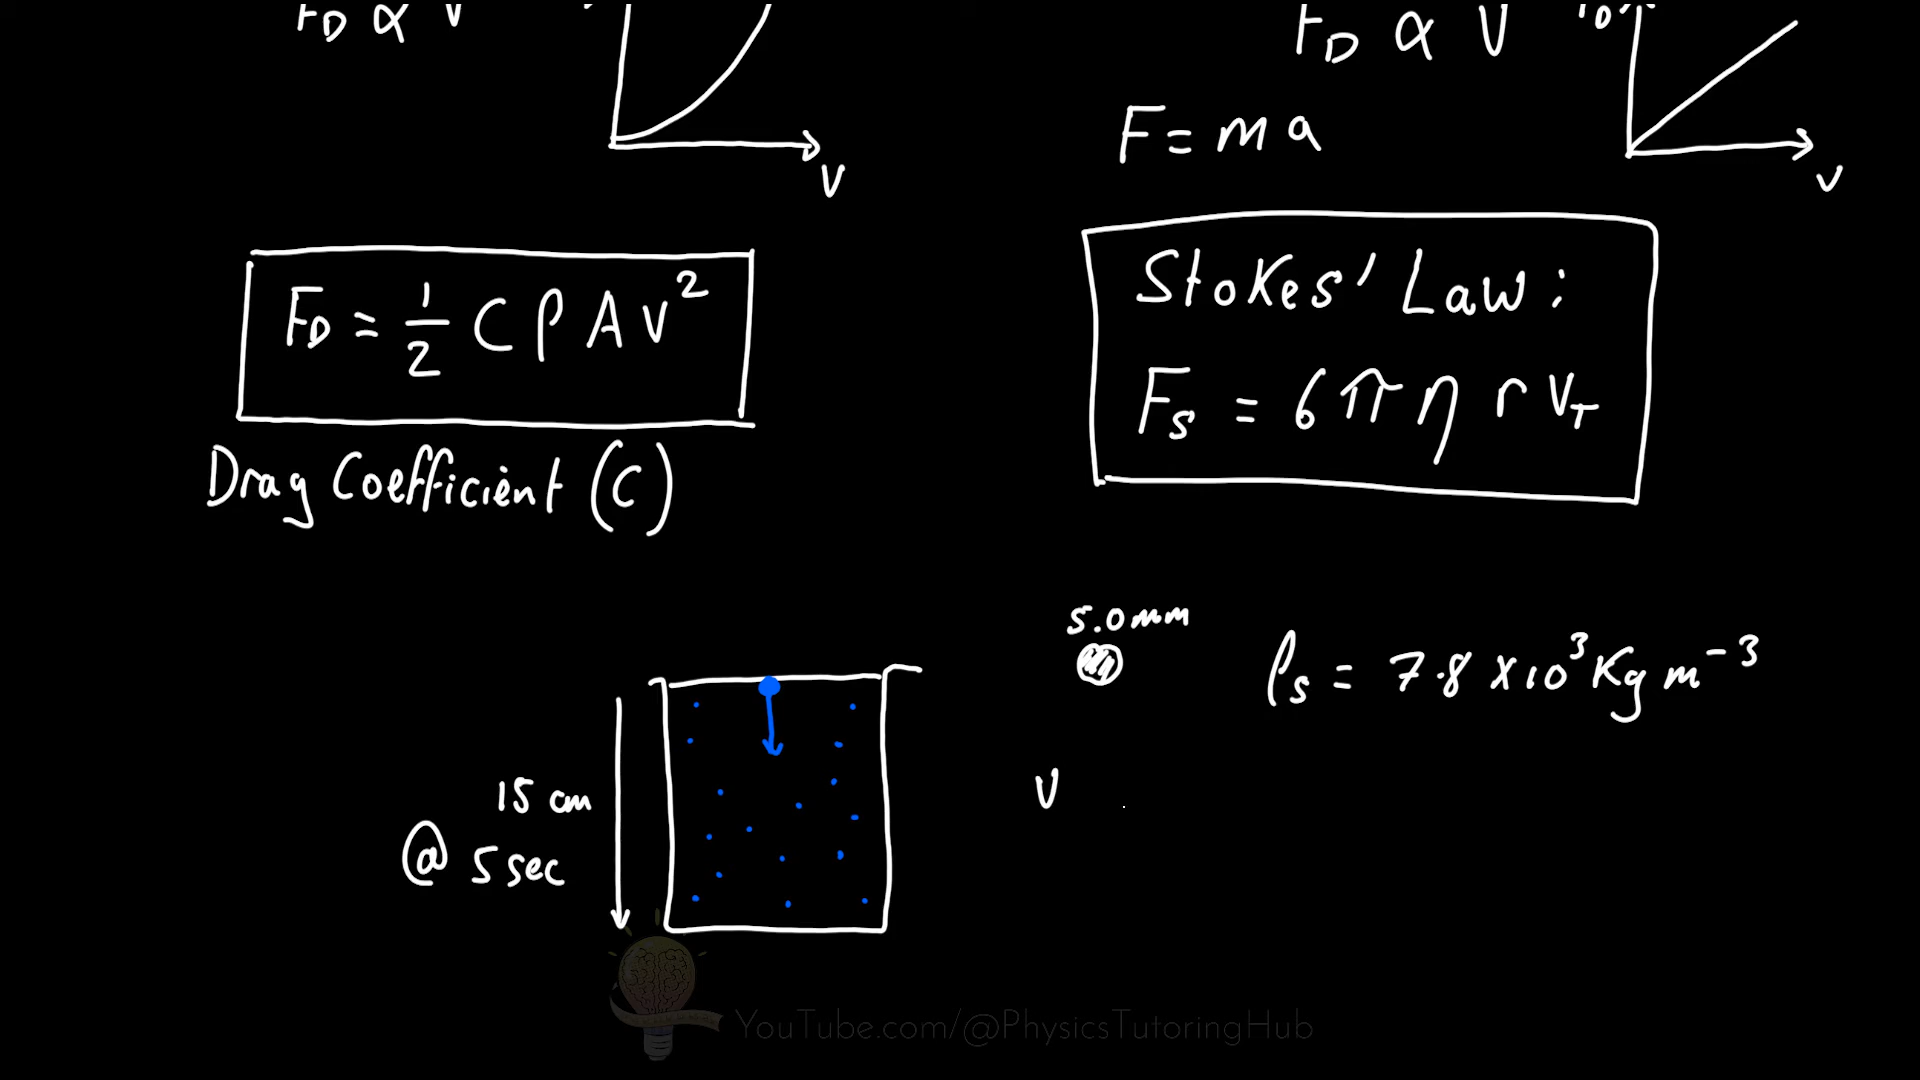 F_D ∝ V
V
F_D = 1/2 C ρ A V²
Drag Coefficient (C)
F_D ∝ V
V
F = ma
Stokes' Law:
F_s = 6πη r V_T
15 cm
@ 5 sec
5.0mm
ρ_s = 7.8 x10³ Kg m⁻³
V
YouTube.com/@PhysicsTutoringHub